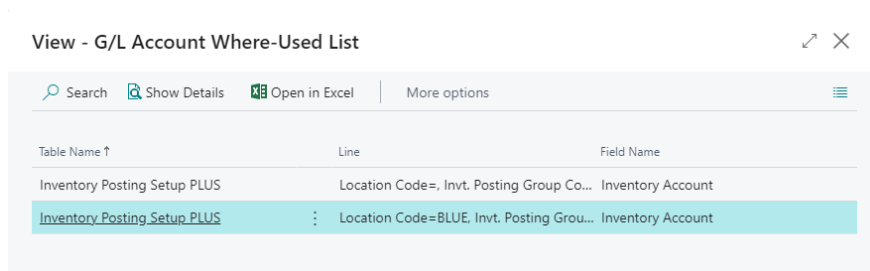 View - G/L Account Where-Used List
Search Show Details Open in Excel More options
Table Name ↑ Line Field Name
Inventory Posting Setup PLUS Location Code=, Invt. Posting Group Co... Inventory Account
Inventory Posting Setup PLUS Location Code=BLUE, Invt. Posting Grou... Inventory Account